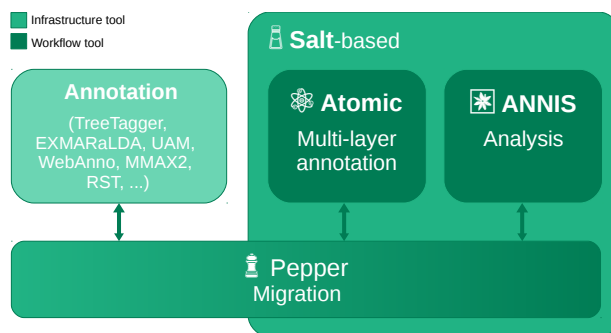 Infrastructure tool
Workflow tool
Salt-based
Annotation
(TreeTagger,
EXMARaLDA, UAM,
WebAnno, MMAX2,
RST, ...)
Atomic
Multi-layer
annotation
ANNIS
Analysis
Pepper
Migration